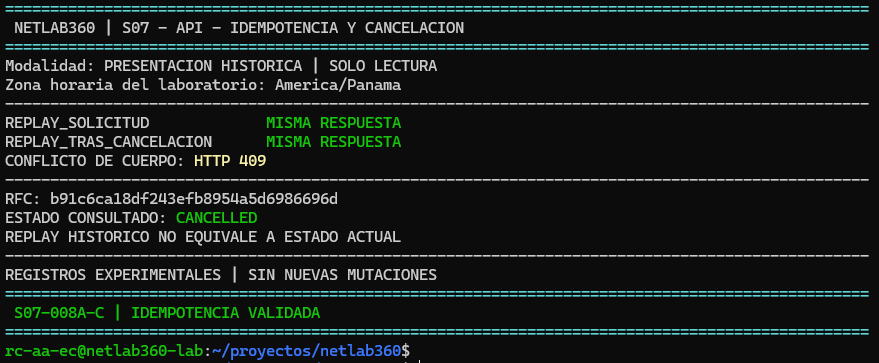 ================================================================================================
NETLAB360 | S07 - API - IDEMPOTENCIA Y CANCELACION
================================================================================================
Modalidad: PRESENTACION HISTORICA | SOLO LECTURA
Zona horaria del laboratorio: America/Panama
------------------------------------------------------------------------------------------------
REPLAY_SOLICITUD             MISMA RESPUESTA
REPLAY_TRAS_CANCELACION      MISMA RESPUESTA
CONFLICTO DE CUERPO: HTTP 409
------------------------------------------------------------------------------------------------
RFC: b91c6ca18df243efb8954a5d6986696d
ESTADO CONSULTADO: CANCELLED
REPLAY HISTORICO NO EQUIVALE A ESTADO ACTUAL
------------------------------------------------------------------------------------------------
REGISTROS EXPERIMENTALES | SIN NUEVAS MUTACIONES
================================================================================================
S07-008A-C | IDEMPOTENCIA VALIDADA
================================================================================================
rc-aa-ec@netlab360-lab:~/proyectos/netlab360$